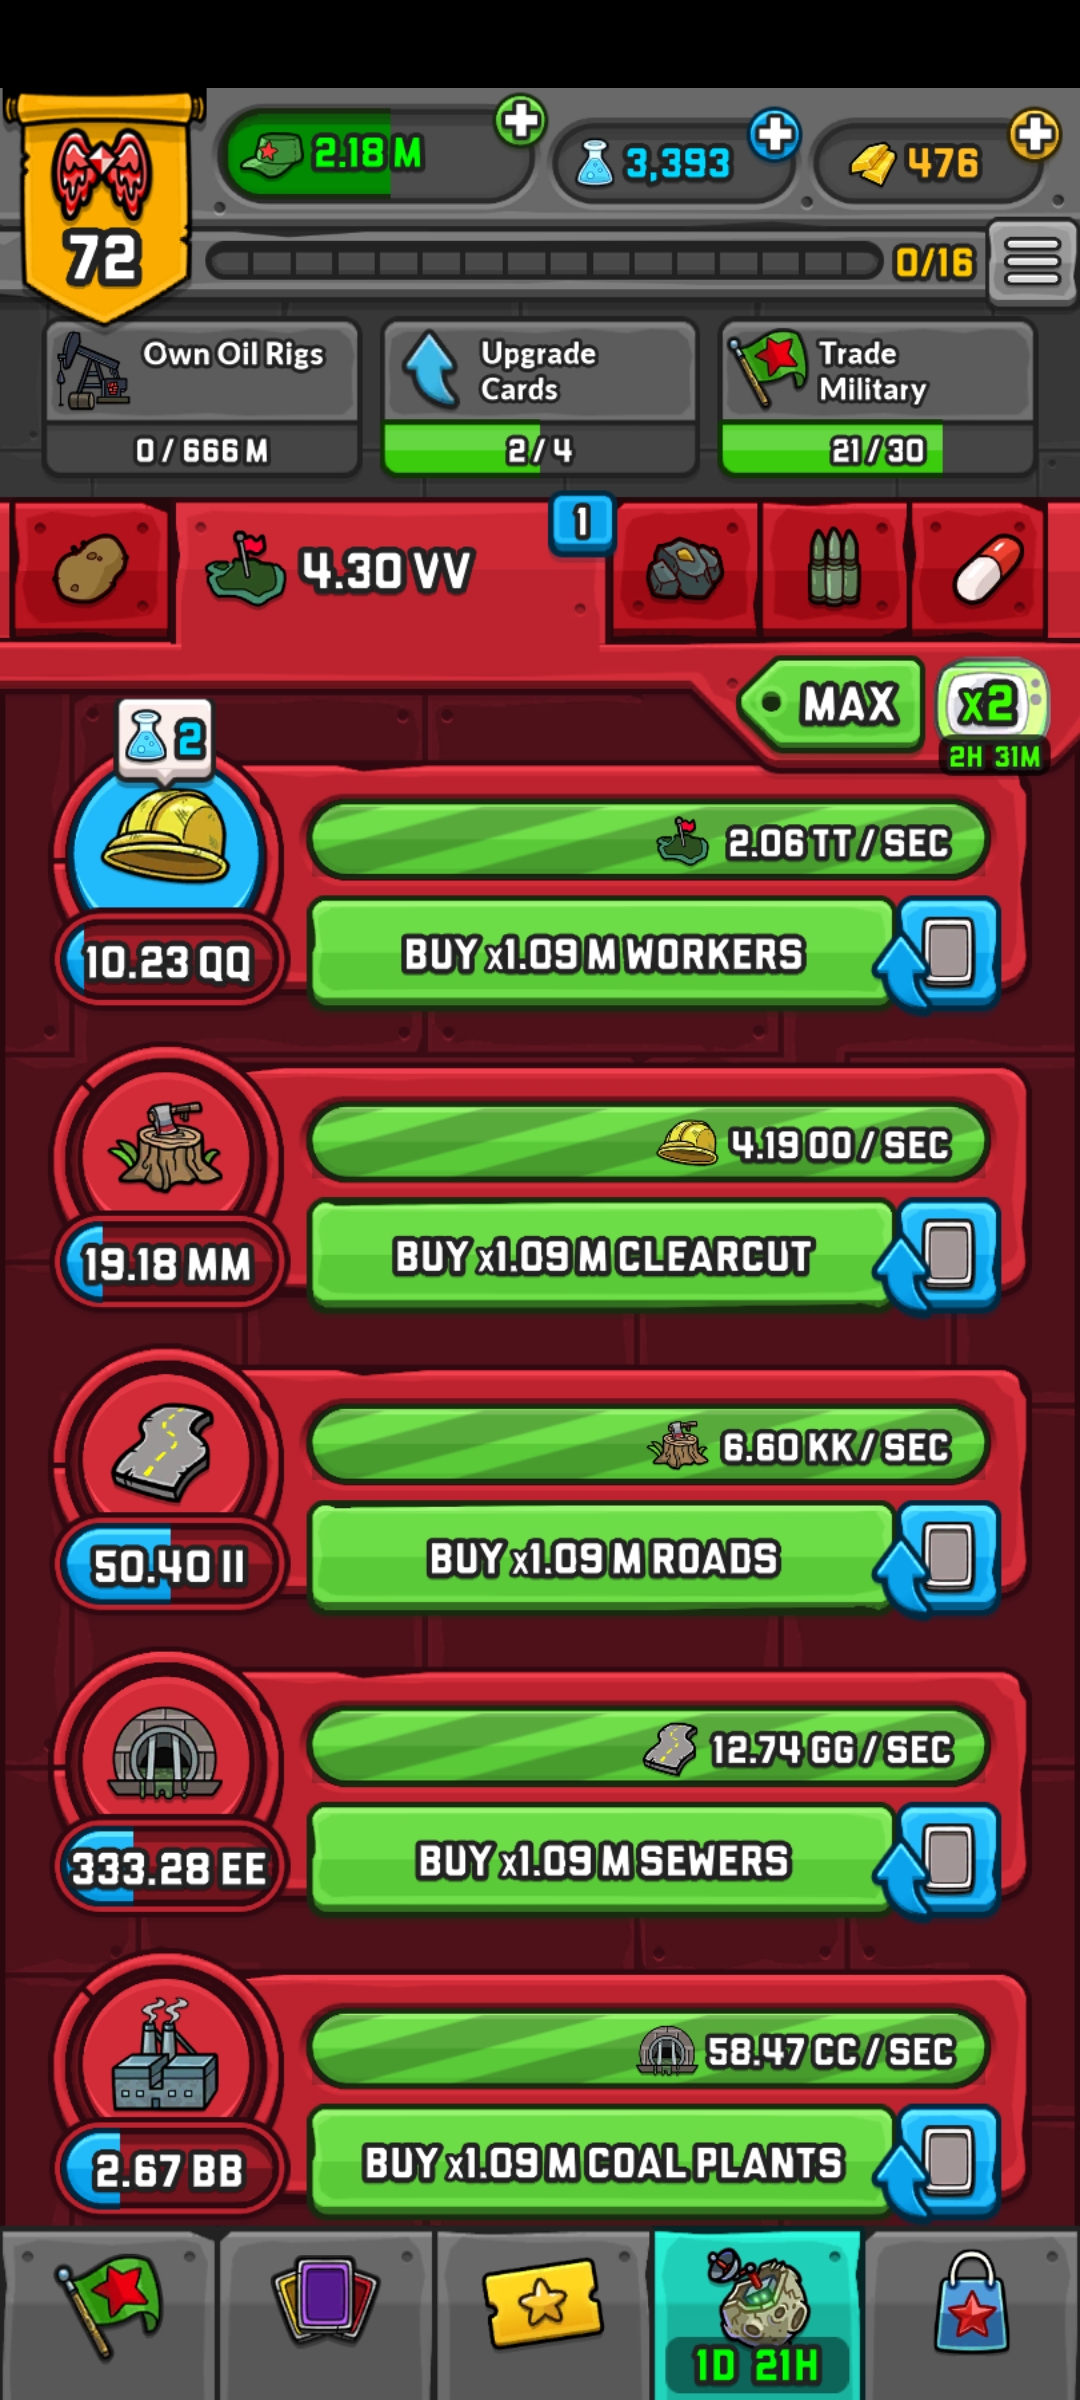 2.18 M
3,393
476
72
0/16
Own Oil Rigs
0 / 666 M
Upgrade
Cards
2 / 4
Trade
Military
21 / 30
4.30 VV
1
MAX
x2
2H 31M
2
2.06 TT / SEC
10.23 QQ
BUY x1.09 M WORKERS
4.19 OO / SEC
19.18 MM
BUY x1.09 M CLEARCUT
6.60 KK / SEC
50.40 II
BUY x1.09 M ROADS
12.74 GG / SEC
333.28 EE
BUY x1.09 M SEWERS
58.47 CC / SEC
2.67 BB
BUY x1.09 M COAL PLANTS
1D 21H